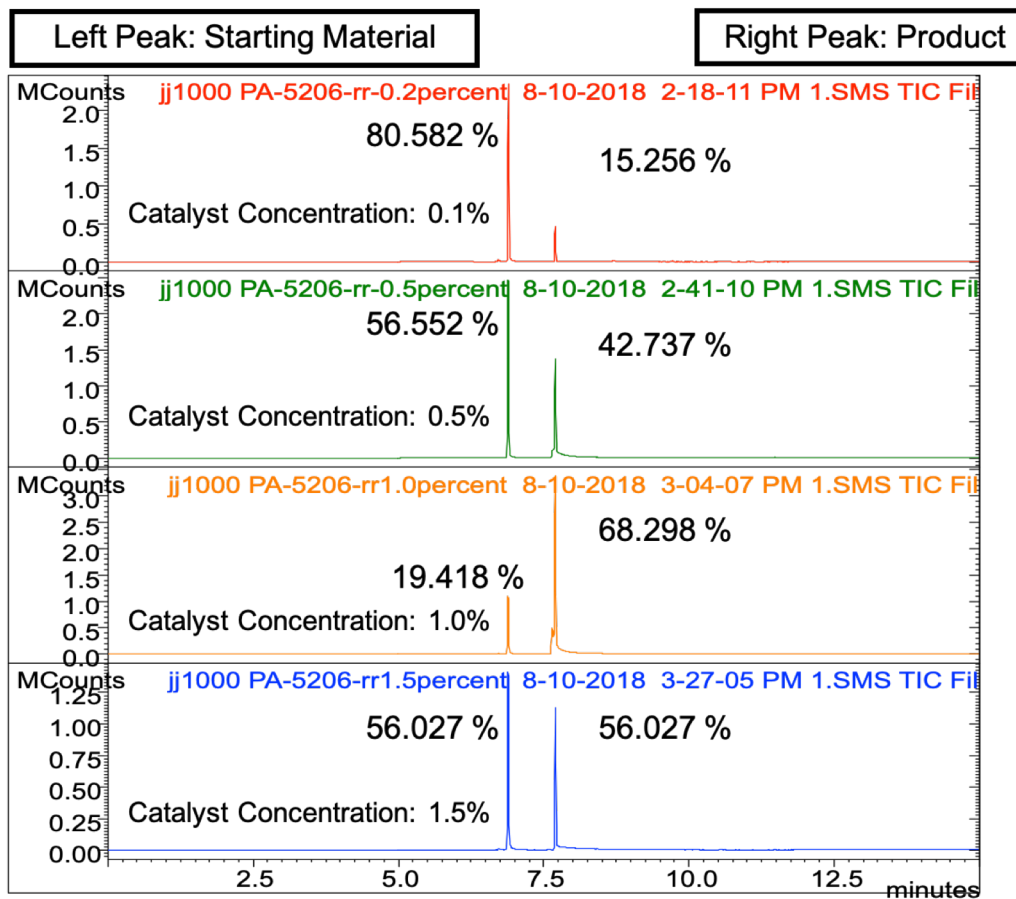 Left Peak: Starting Material
Right Peak: Product
MCounts jj1000 PA-5206-rr-0.2percent 8-10-2018 2-18-11 PM 1.SMS TIC Fil
2.0
80.582 %
15.256 %
1.5
1.0
Catalyst Concentration: 0.1%
0.5
0.0
MCounts jj1000 PA-5206-rr-0.5percent 8-10-2018 2-41-10 PM 1.SMS TIC Fil
2.0
56.552 %
42.737 %
1.5
1.0
Catalyst Concentration: 0.5%
0.5
0.0
MCounts jj1000 PA-5206-rr1.0percent 8-10-2018 3-04-07 PM 1.SMS TIC Fil
3.0
2.5
68.298 %
2.0
1.5
19.418 %
1.0
Catalyst Concentration: 1.0%
0.5
0.0
MCounts jj1000 PA-5206-rr1.5percent 8-10-2018 3-27-05 PM 1.SMS TIC Fil
1.25
1.00
56.027 %
56.027 %
0.75
0.50
Catalyst Concentration: 1.5%
0.25
0.00
2.5 5.0 7.5 10.0 12.5
minutes